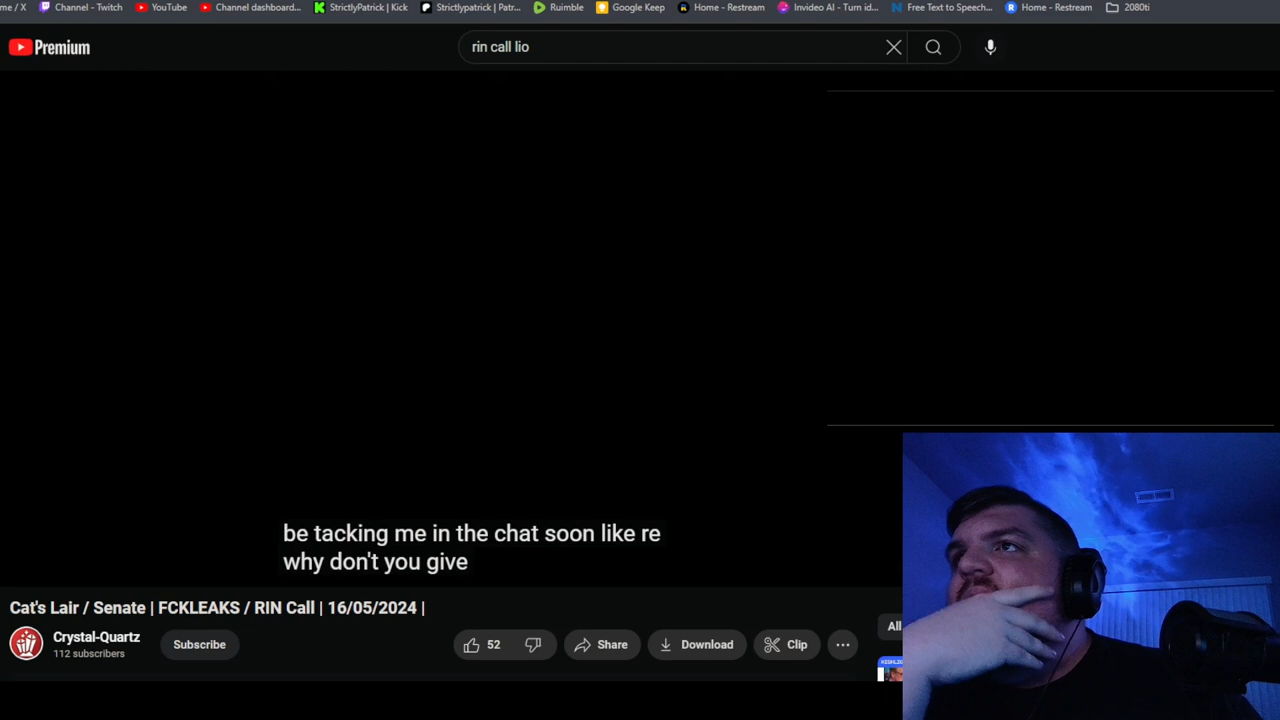 me / X Channel - Twitch YouTube Channel dashboard... StrictlyPatrick | Kick Strictlypatrick | Patr... Rumble Google Keep Home - Restream Invideo AI - Turn id... Free Text to Speech... Home - Restream 2080ti
Premium rin call lio
be tacking me in the chat soon like re
why don't you give
Cat's Lair / Senate | FCKLEAKS / RIN Call | 16/05/2024 |
Crystal-Quartz
112 subscribers
Subscribe 52 Share Download Clip
All